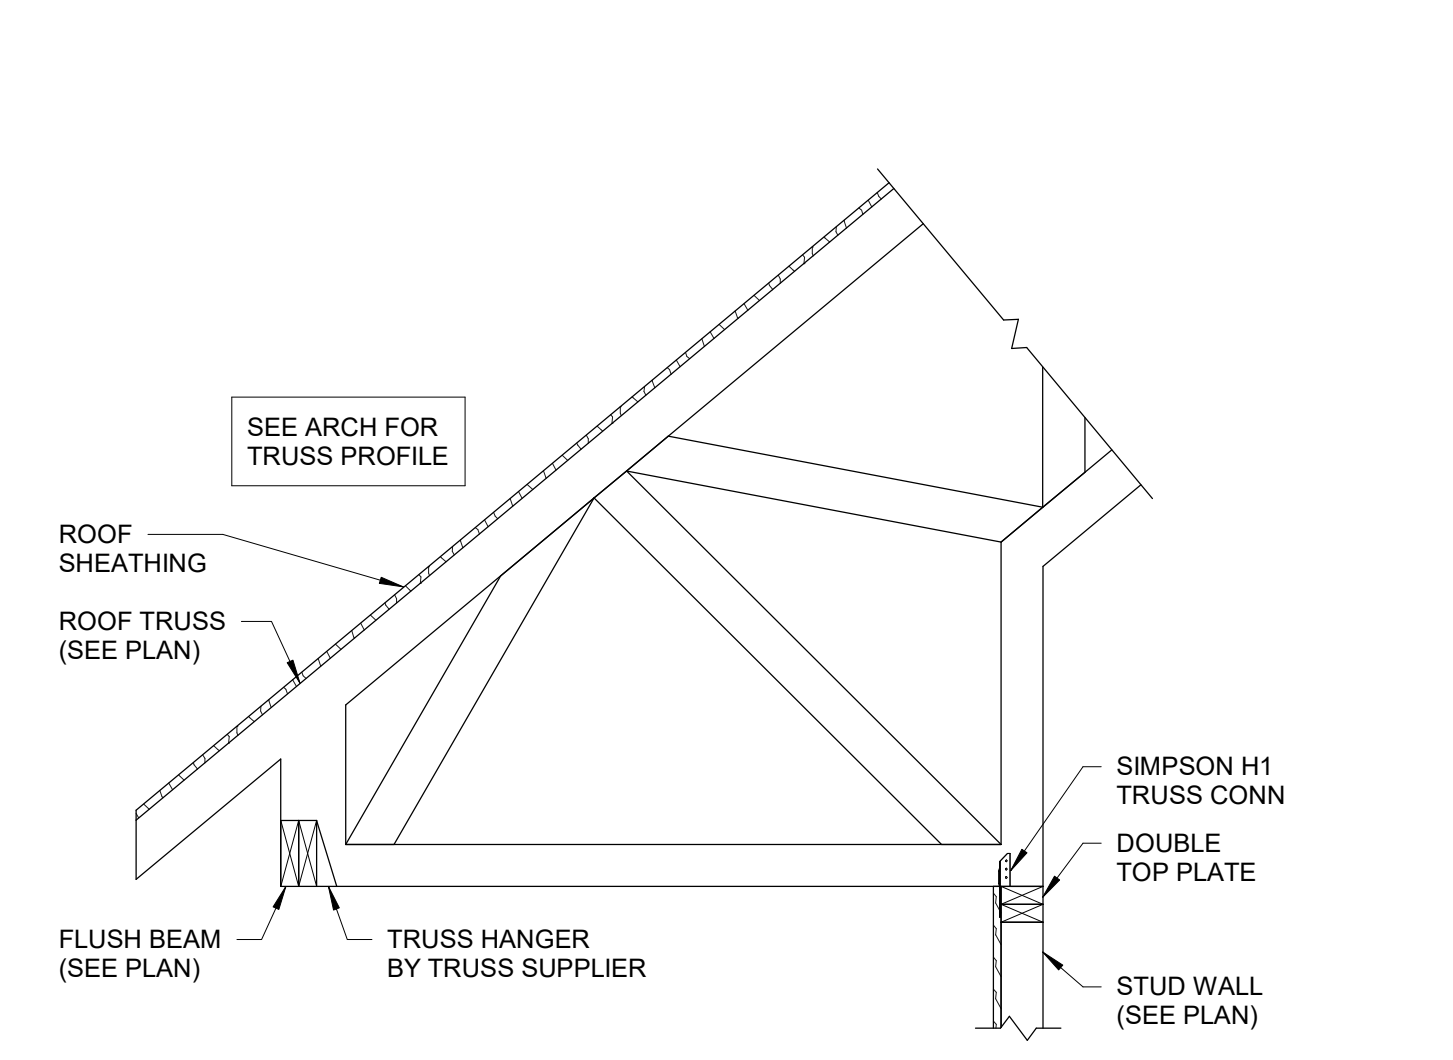 SEE ARCH FOR
TRUSS PROFILE
ROOF
SHEATHING
ROOF TRUSS
(SEE PLAN)
SIMPSON H1
TRUSS CONN
DOUBLE
TOP PLATE
FLUSH BEAM
(SEE PLAN)
TRUSS HANGER
BY TRUSS SUPPLIER
STUD WALL
(SEE PLAN)